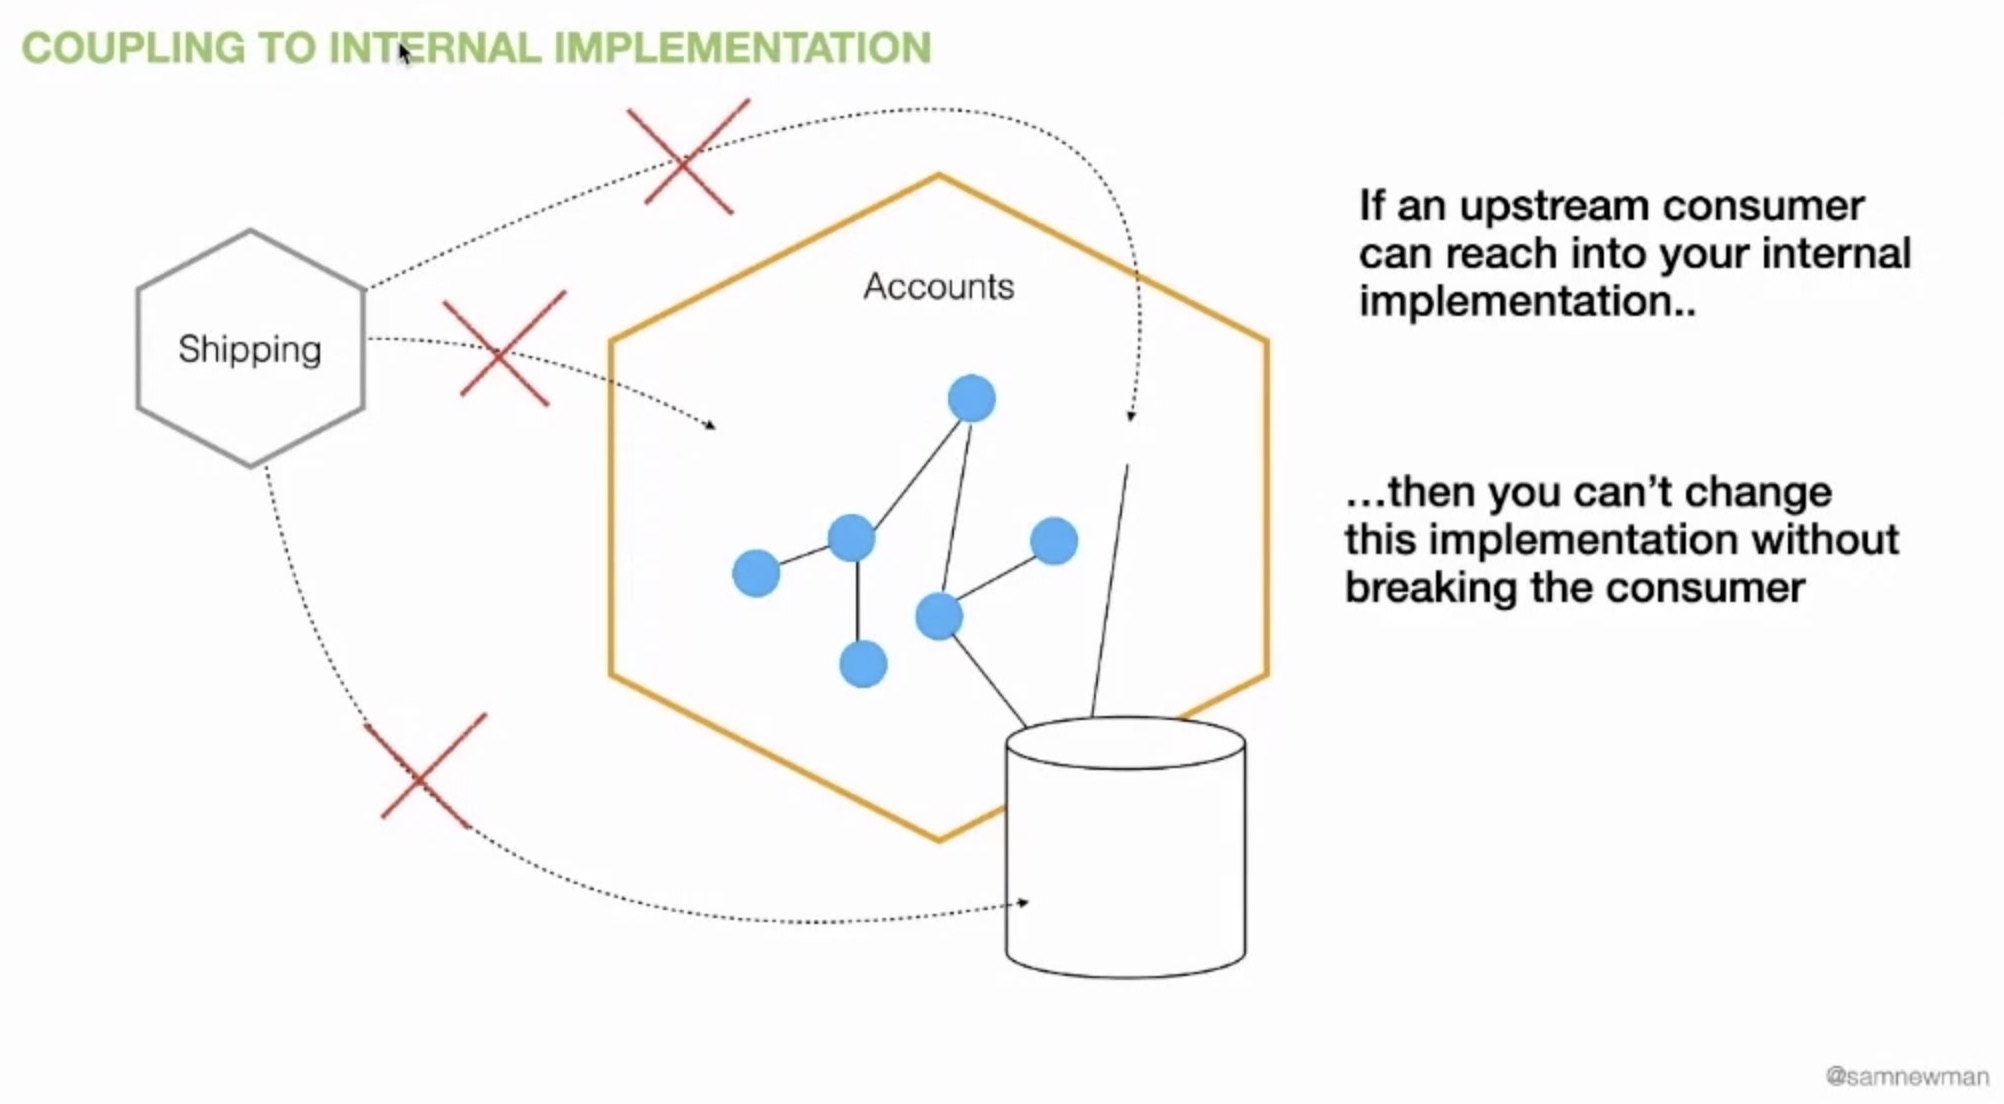 COUPLING TO INTERNAL IMPLEMENTATION
Shipping
Accounts
If an upstream consumer
can reach into your internal
implementation..
...then you can't change
this implementation without
breaking the consumer
@samnewman